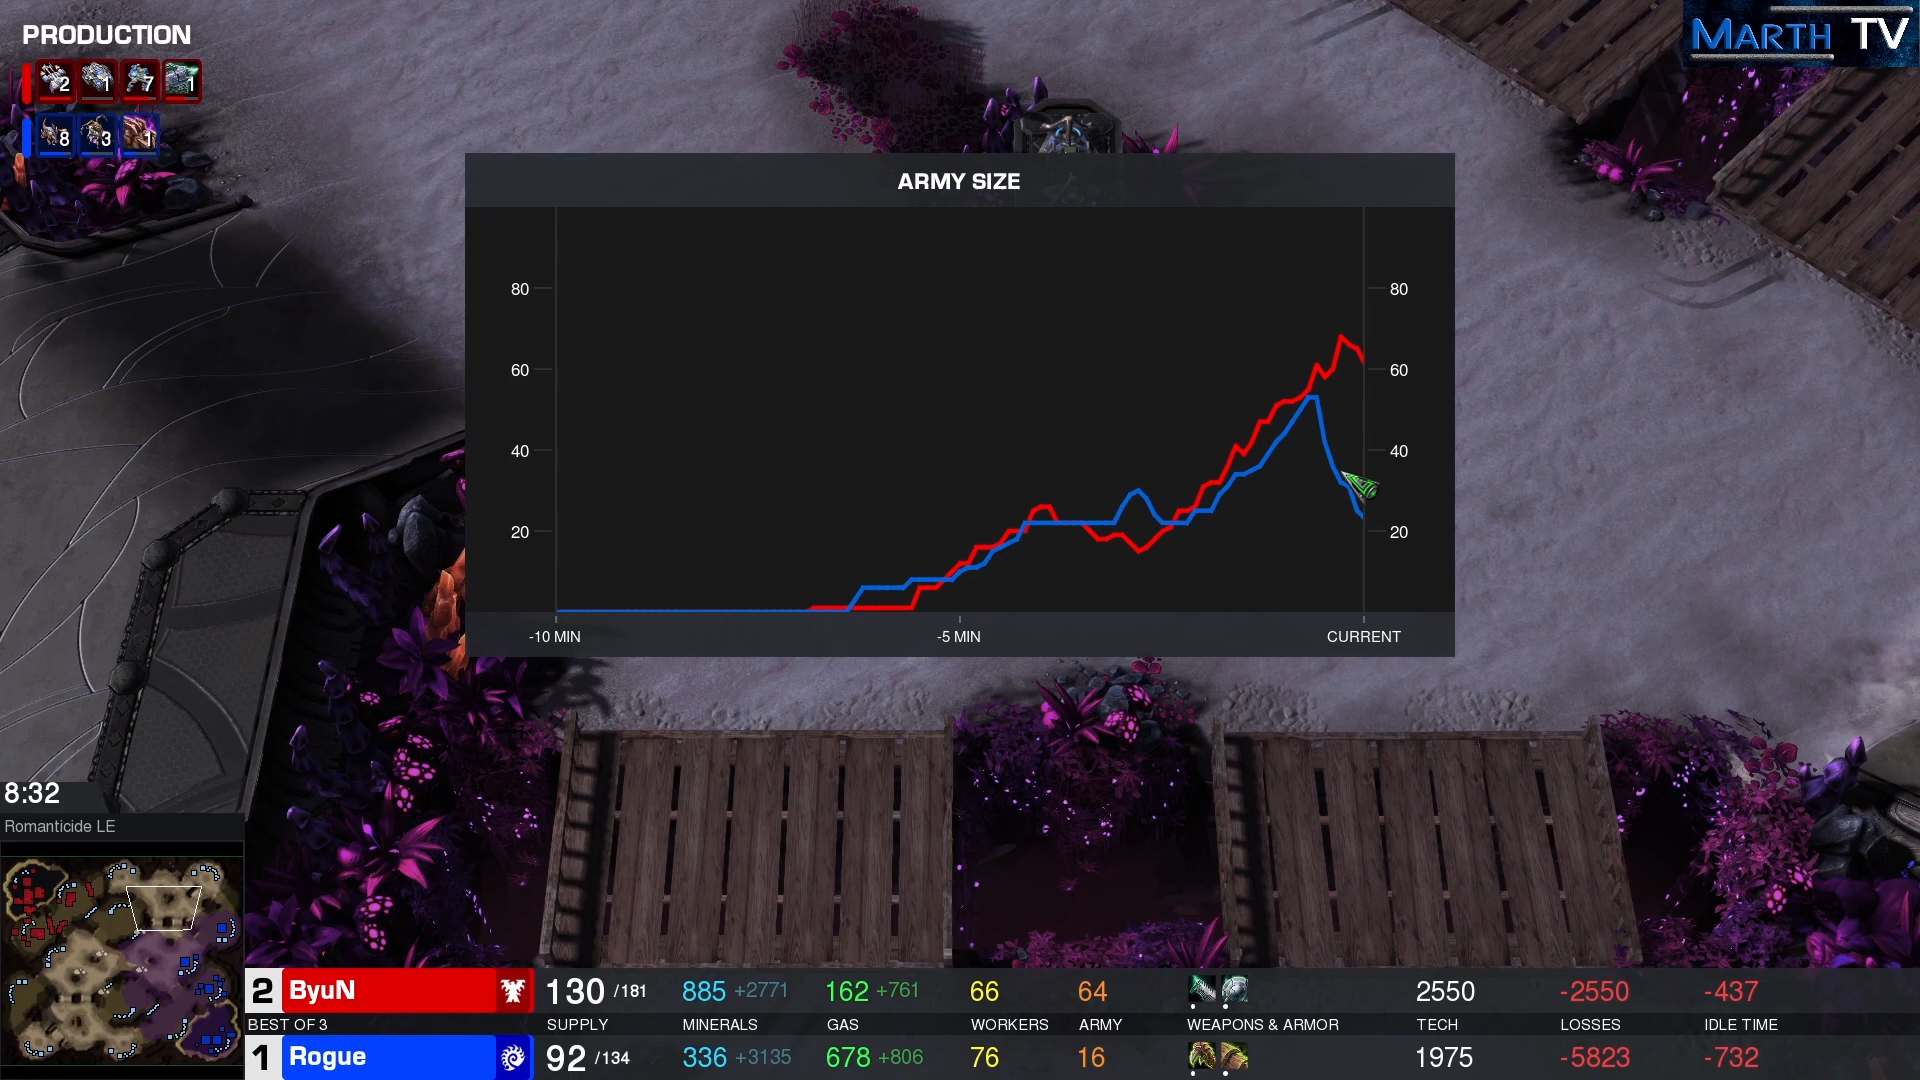 PRODUCTION
MARTH TV
2 1 7 1
8 3 1
ARMY SIZE
80 80
60 60
40 40
20 20
-10 MIN -5 MIN CURRENT
8:32
Romanticide LE
2 ByuN 130 /181 885 +2771 162 +761 66 64 2550 -2550 -437
BEST OF 3 SUPPLY MINERALS GAS WORKERS ARMY WEAPONS & ARMOR TECH LOSSES IDLE TIME
1 Rogue 92 /134 336 +3135 678 +806 76 16 1975 -5823 -732